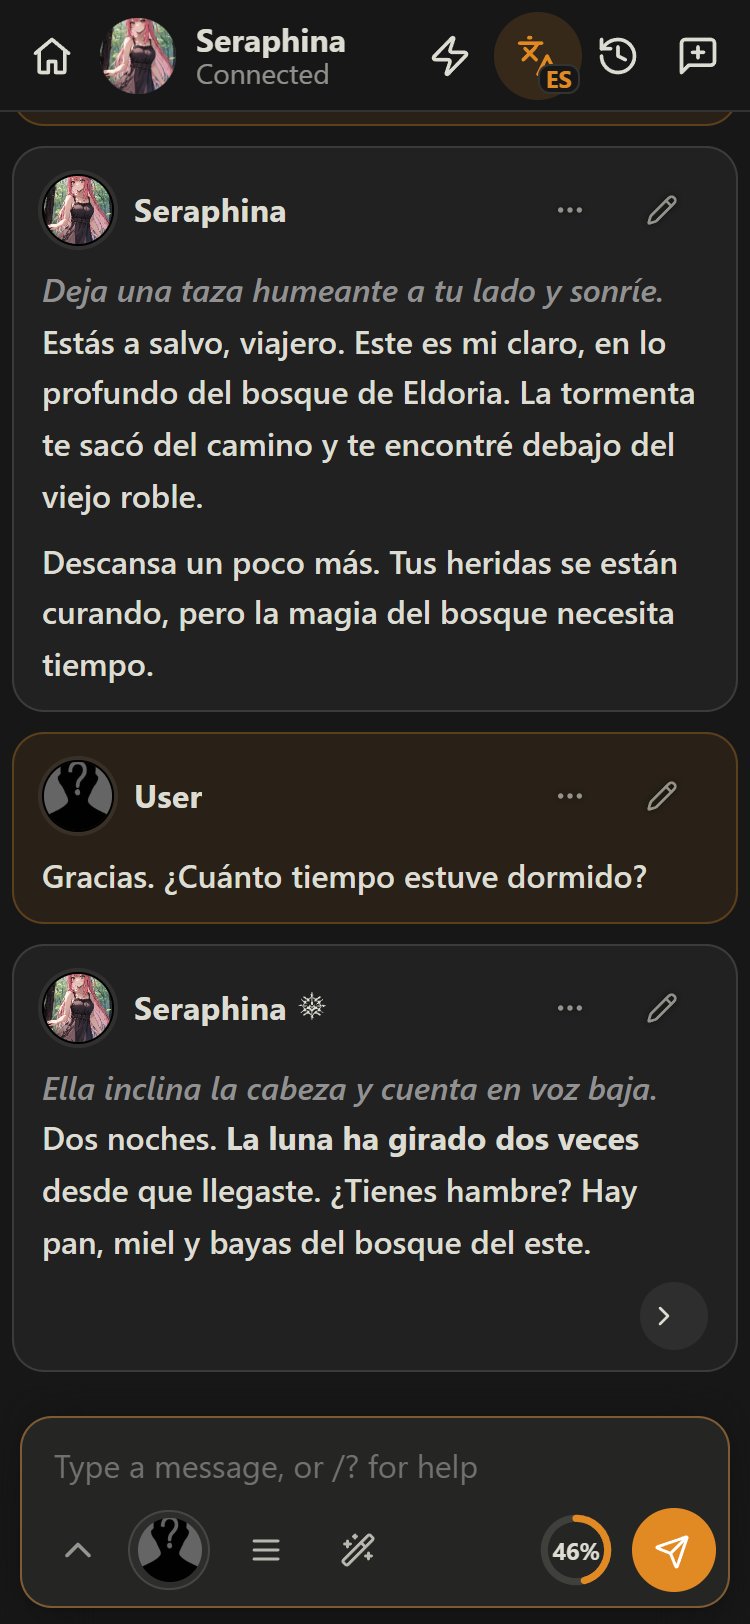 Seraphina
Connected
ES
Seraphina
Deja una taza humeante a tu lado y sonríe.
Estás a salvo, viajero. Este es mi claro, en lo
profundo del bosque de Eldoria. La tormenta
te sacó del camino y te encontré debajo del
viejo roble.
Descansa un poco más. Tus heridas se están
curando, pero la magia del bosque necesita
tiempo.
User
Gracias. ¿Cuánto tiempo estuve dormido?
Seraphina
Ella inclina la cabeza y cuenta en voz baja.
Dos noches. La luna ha girado dos veces
desde que llegaste. ¿Tienes hambre? Hay
pan, miel y bayas del bosque del este.
Type a message, or /? for help
46%